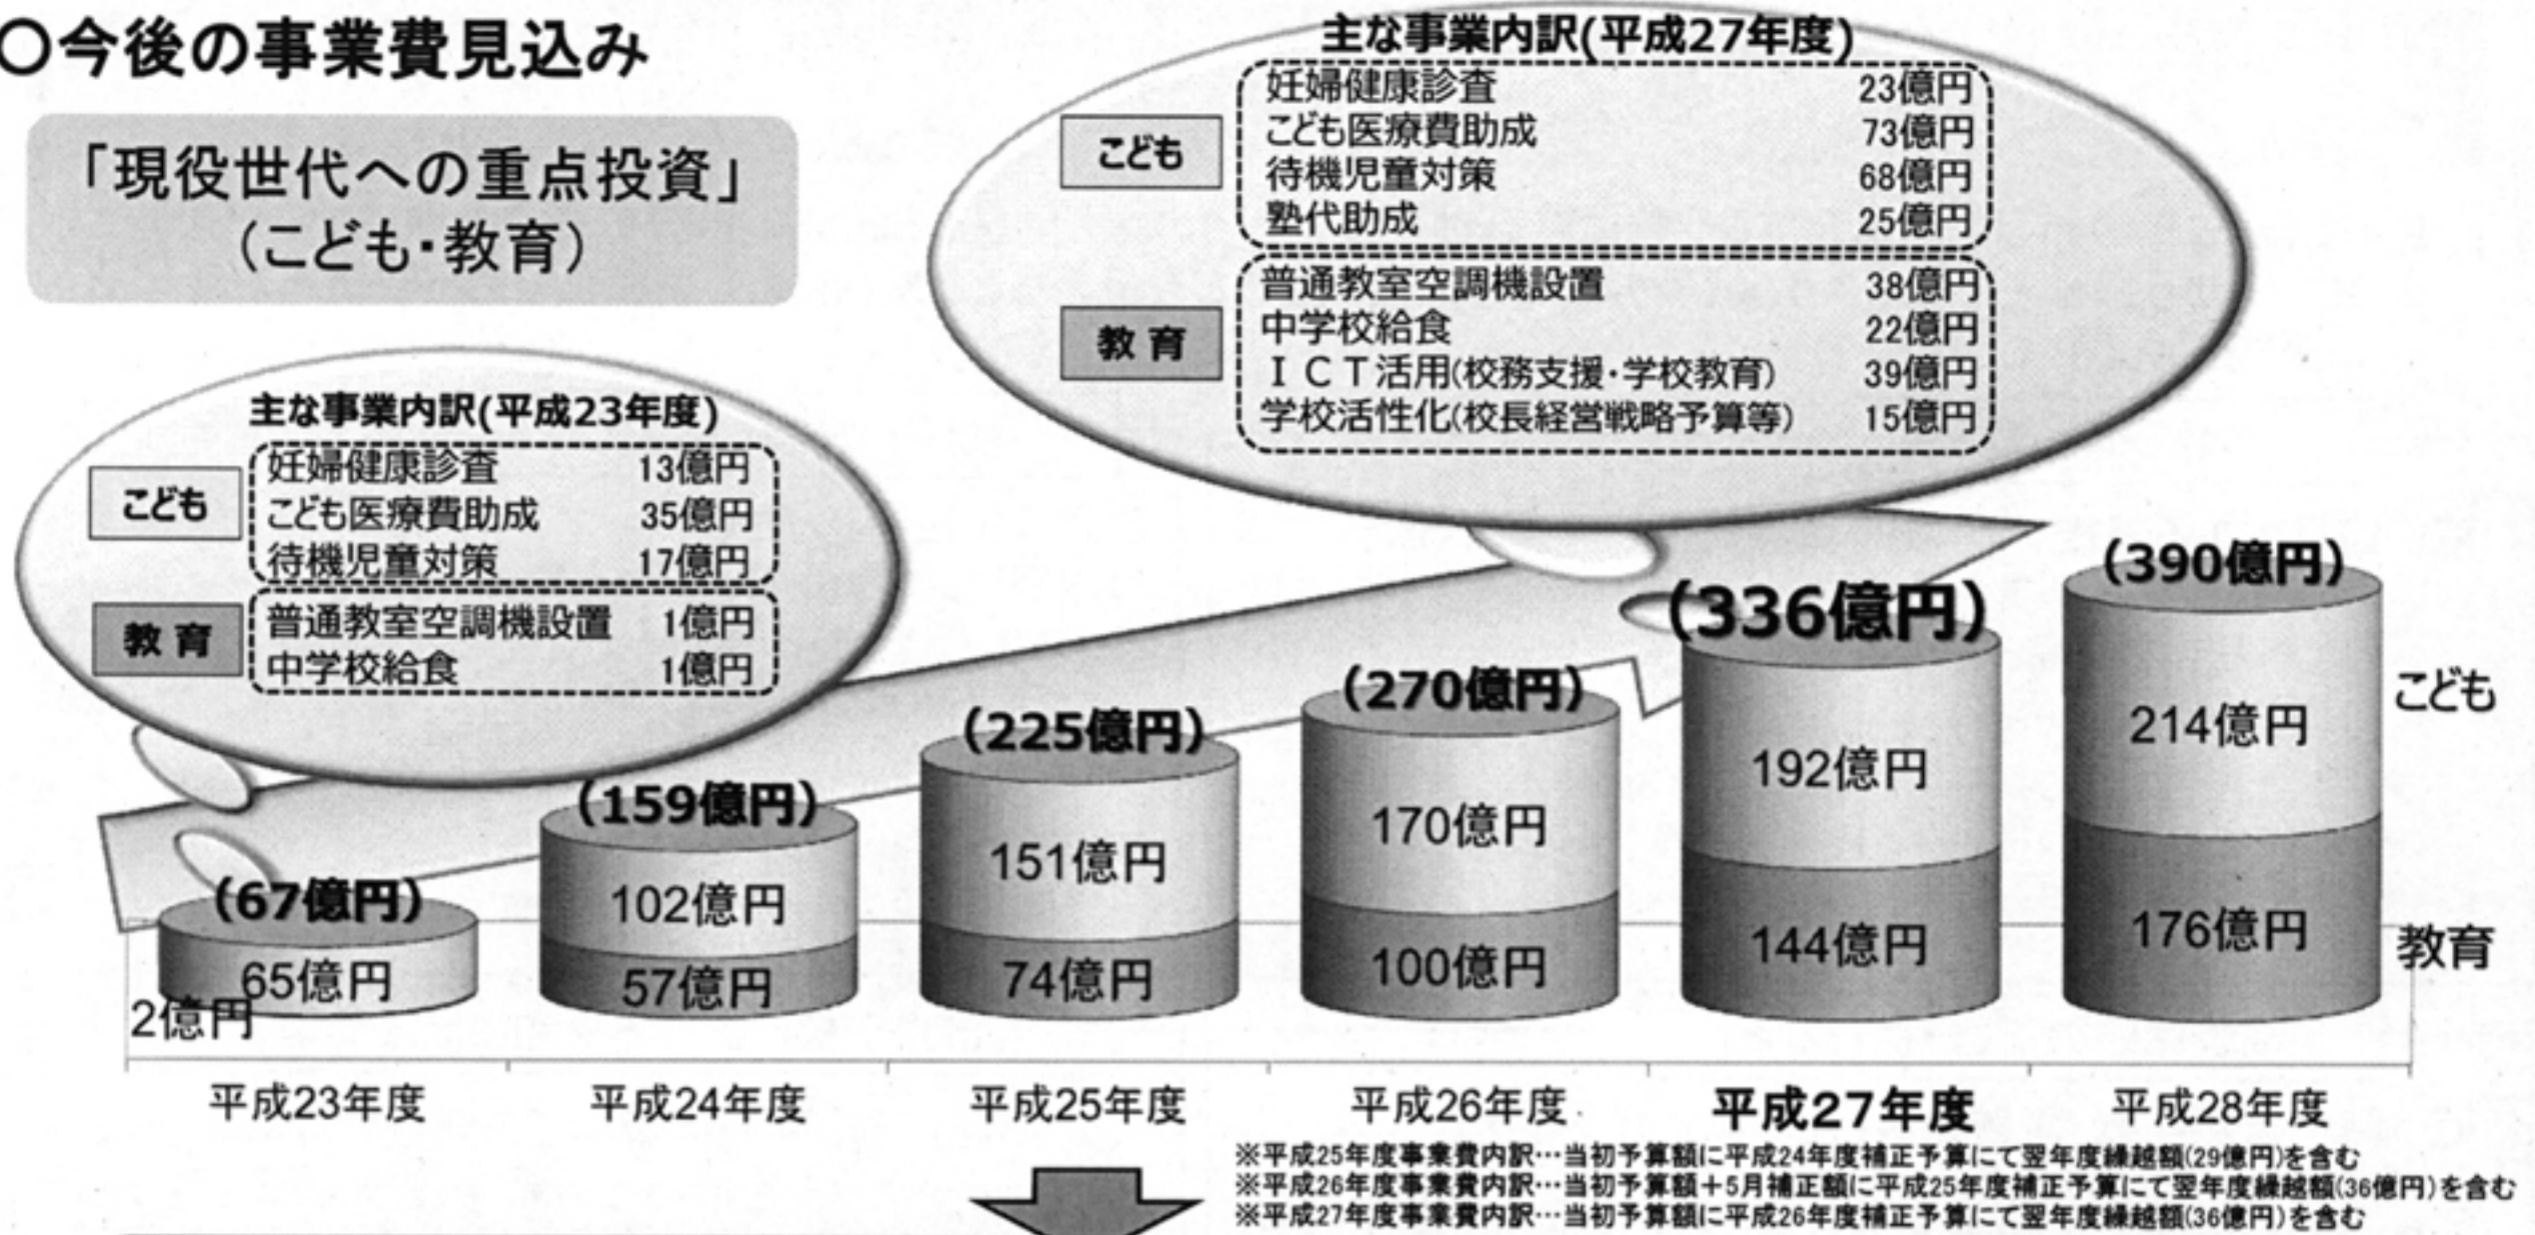 ○今後の事業費見込み
「現役世代への重点投資」
(こども・教育)
主な事業内訳(平成27年度)
こども
妊婦健康診査 23億円
こども医療費助成 73億円
待機児童対策 68億円
塾代助成 25億円
教育
普通教室空調機設置 38億円
中学校給食 22億円
ICT活用(校務支援・学校教育) 39億円
学校活性化(校長経営戦略予算等) 15億円
主な事業内訳(平成23年度)
こども
妊婦健康診査 13億円
こども医療費助成 35億円
待機児童対策 17億円
教育
普通教室空調機設置 1億円
中学校給食 1億円
(67億円)
65億円
2億円
(159億円)
102億円
57億円
(225億円)
151億円
74億円
(270億円)
170億円
100億円
(336億円)
192億円
144億円
(390億円)
214億円
176億円
こども
教育
平成23年度 平成24年度 平成25年度 平成26年度 平成27年度 平成28年度
※平成25年度事業費内訳…当初予算額に平成24年度補正予算にて翌年度繰越額(29億円)を含む
※平成26年度事業費内訳…当初予算額+5月補正額に平成25年度補正予算にて翌年度繰越額(36億円)を含む
※平成27年度事業費内訳…当初予算額に平成26年度補正予算にて翌年度繰越額(36億円)を含む